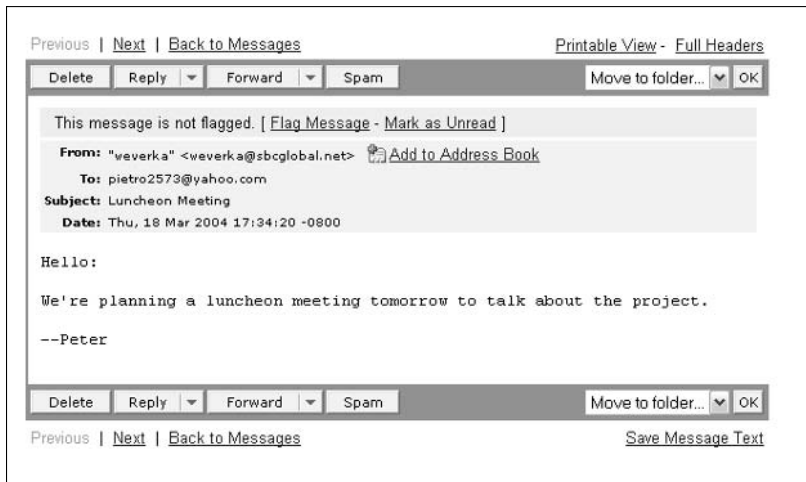 Previous | Next | Back to Messages Printable View - Full Headers
Delete Reply Forward Spam Move to folder... OK
This message is not flagged. [ Flag Message - Mark as Unread ]
From: "weverka" <weverka@sbcglobal.net> Add to Address Book
To: pietro2573@yahoo.com
Subject: Luncheon Meeting
Date: Thu, 18 Mar 2004 17:34:20 -0800
Hello:
We're planning a luncheon meeting tomorrow to talk about the project.
--Peter
Delete Reply Forward Spam Move to folder... OK
Previous | Next | Back to Messages Save Message Text